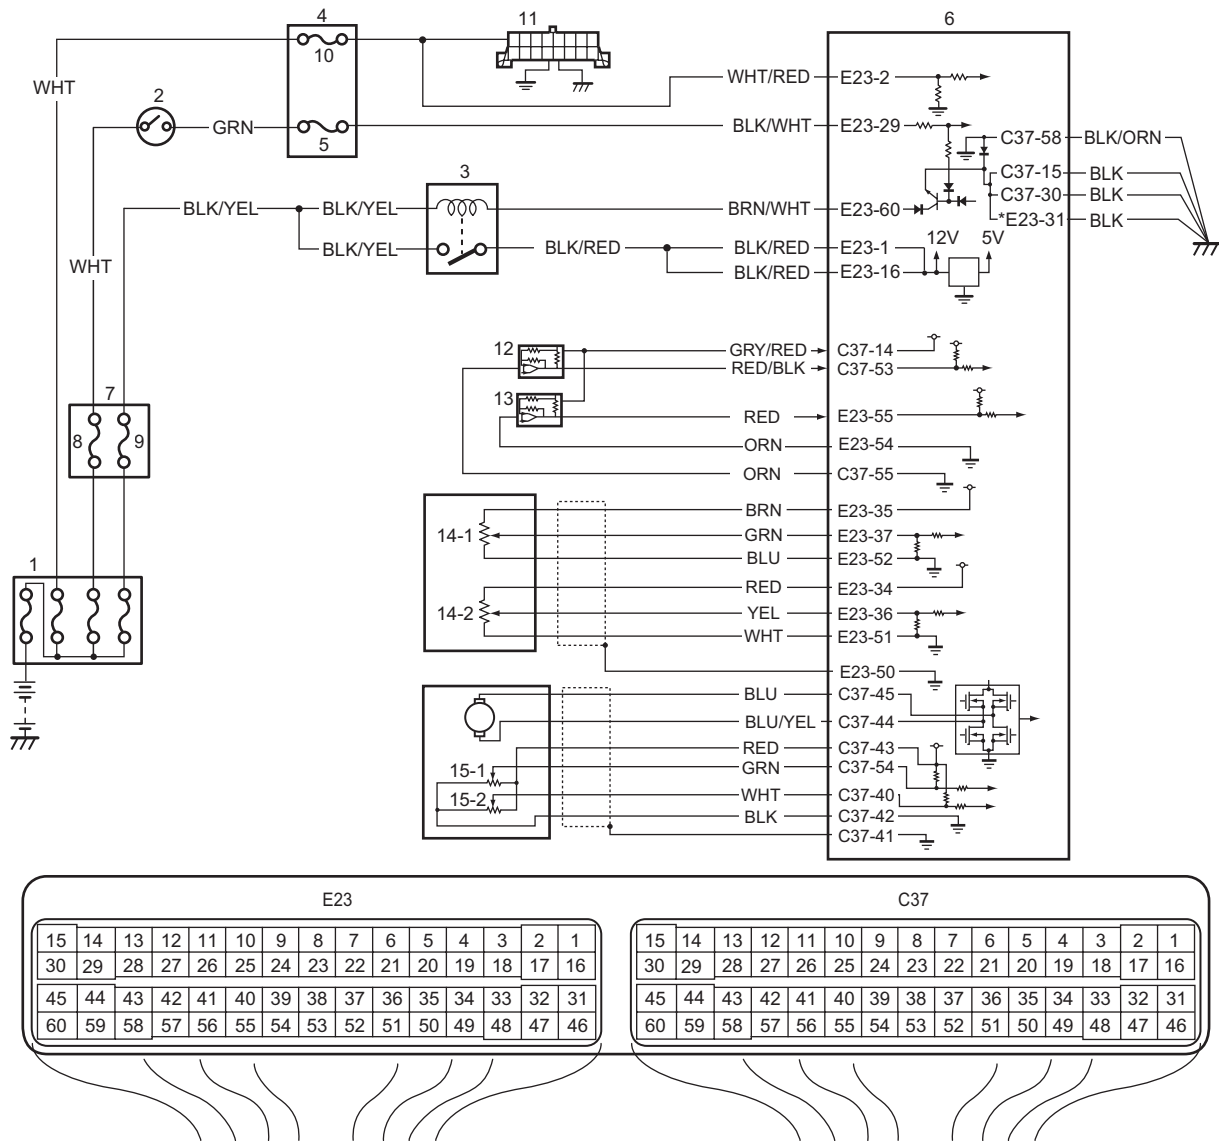 4 11 6
10
WHT/RED E23-2
WHT
2
GRN
5
BLK/WHT E23-29
C37-58 BLK/ORN
3
C37-15 BLK
C37-30 BLK
BLK/YEL BLK/YEL BRN/WHT E23-60 *E23-31 BLK
BLK/YEL BLK/RED BLK/RED E23-1 12V 5V
WHT
BLK/RED E23-16
12 GRY/RED C37-14
RED/BLK C37-53
7 13
RED E23-55
8 9
ORN E23-54
ORN C37-55
BRN E23-35
14-1 GRN E23-37
BLU E23-52
1
RED E23-34
14-2 YEL E23-36
WHT E23-51
E23-50
BLU C37-45
BLU/YEL C37-44
RED C37-43
15-1 GRN C37-54
15-2 WHT C37-40
BLK C37-42
C37-41
E23 C37
15 14 13 12 11 10 9 8 7 6 5 4 3 2 1 15 14 13 12 11 10 9 8 7 6 5 4 3 2 1
30 29 28 27 26 25 24 23 22 21 20 19 18 17 16 30 29 28 27 26 25 24 23 22 21 20 19 18 17 16
45 44 43 42 41 40 39 38 37 36 35 34 33 32 31 45 44 43 42 41 40 39 38 37 36 35 34 33 32 31
60 59 58 57 56 55 54 53 52 51 50 49 48 47 46 60 59 58 57 56 55 54 53 52 51 50 49 48 47 46